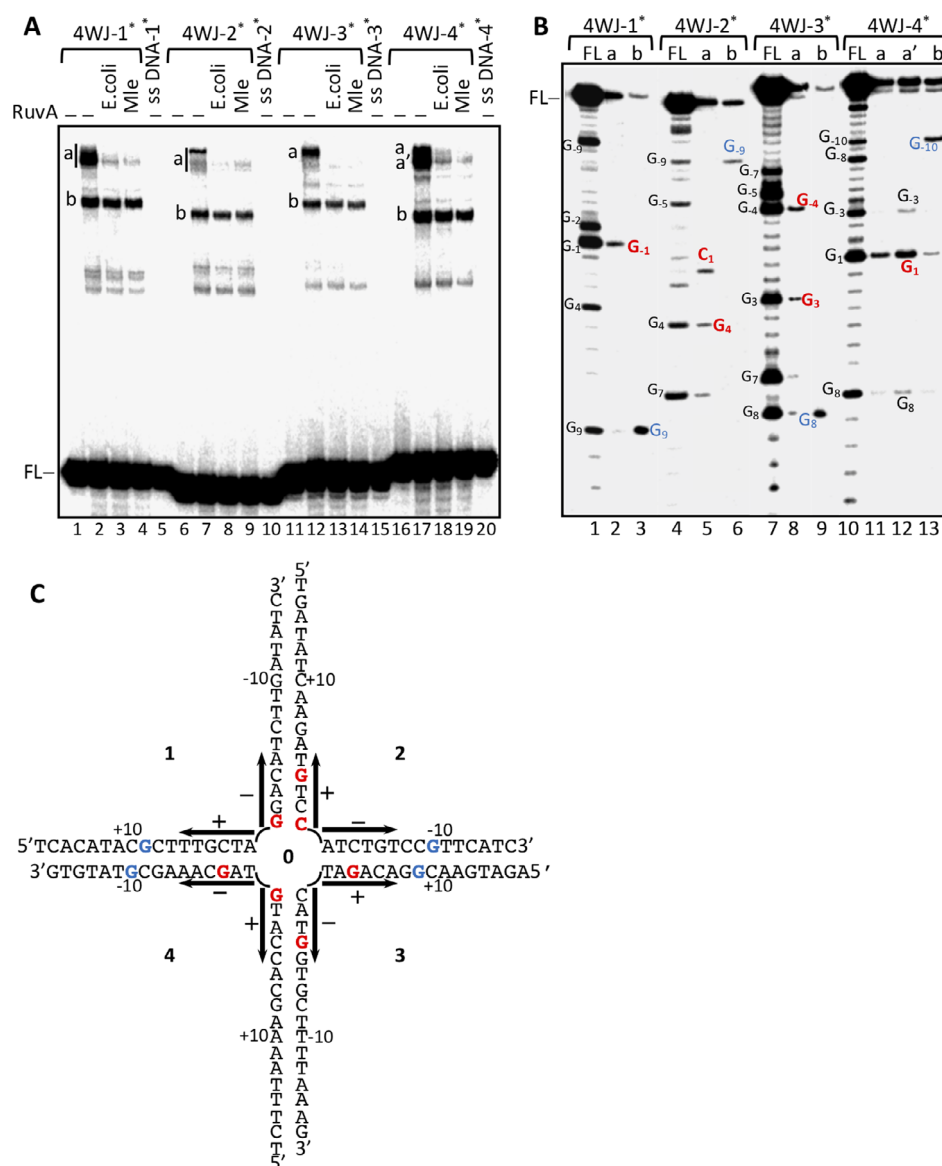 A
4WJ-1* * ss DNA-1 4WJ-2* * ss DNA-2 4WJ-3* * ss DNA-3 4WJ-4* * ss DNA-4
RuvA – – E.coli Mle – – – E.coli Mle – – – E.coli Mle – – – E.coli Mle –
a a a a
a'
b b b b
FL–
1 2 3 4 5 6 7 8 9 10 11 12 13 14 15 16 17 18 19 20
B
4WJ-1* 4WJ-2* 4WJ-3* 4WJ-4*
FL a b FL a b FL a b FL a a' b
FL–
G-9
G-2
G-1
G-1
G4
G9
G9
G-9
G-9
G-5
C1
G4
G4
G7
G-7
G-5
G-4
G-4
G3
G3
G7
G8
G8
G-10
G-10
G-8
G-3
G-3
G1
G1
G8
G8
1 2 3 4 5 6 7 8 9 10 11 12 13
C
3'CTATAGTTCTACAGG
5'TGATATCAAGATGTCC
-10 +10
1 2
– +
+ –
+10 -10
5'TCACATACGCTTTGCTA ATCTGTCCGTTCATC3'
0
3'GTGTATGCGAAACGAT TAGACAGGCAAGTAGA5'
-10 +10
– +
+ –
4 3
GTACCACGAAAATTTCT5'
CATGGTGCTTTTAAAG3'
+10 -10